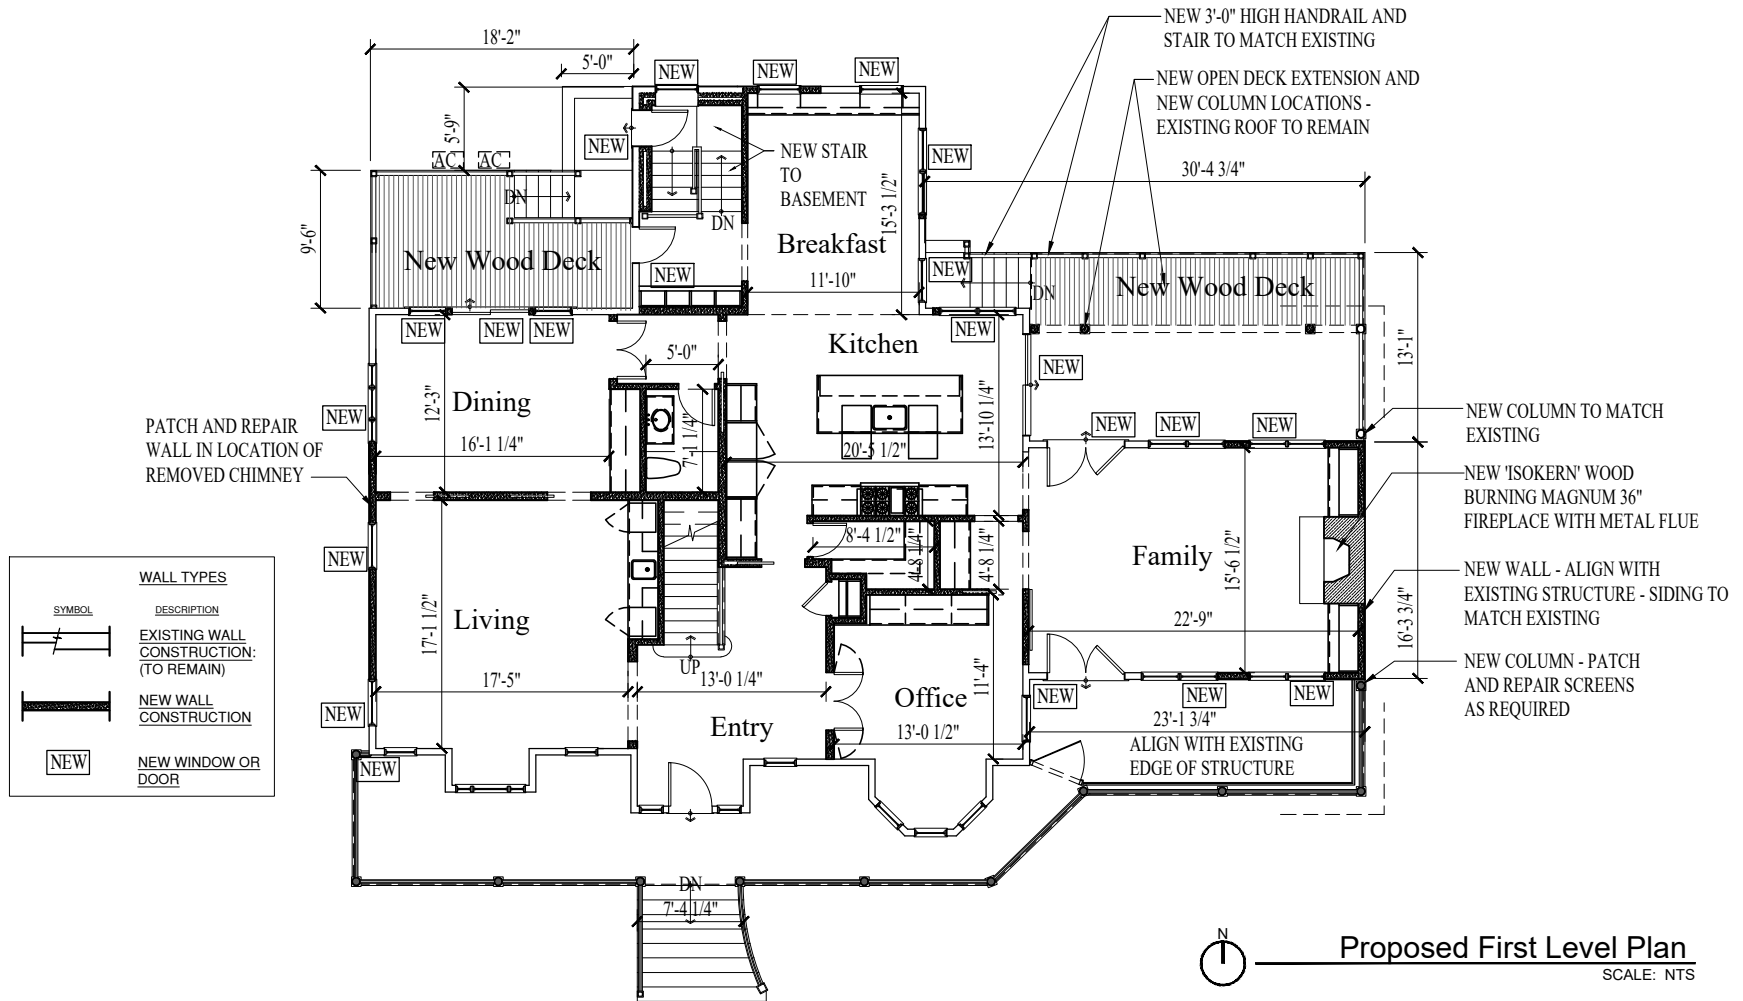 NEW 3'-0" HIGH HANDRAIL AND
STAIR TO MATCH EXISTING
18'-2"
5'-0"
NEW
NEW
NEW
NEW OPEN DECK EXTENSION AND
NEW COLUMN LOCATIONS -
EXISTING ROOF TO REMAIN
5'-9"
AC
AC
NEW
NEW STAIR
TO
BASEMENT
NEW
30'-4 3/4"
15'-3 1/2"
DN
DN
9'-6"
New Wood Deck
NEW
Breakfast
11'-10"
NEW
DN
New Wood Deck
NEW
NEW
NEW
NEW
Kitchen
5'-0"
13'-1"
NEW
12'-3"
Dining
16'-1 1/4"
7'-1 1/4"
13'-10 1/4"
20'-5 1/2"
NEW
NEW
NEW
NEW
NEW COLUMN TO MATCH
EXISTING
PATCH AND REPAIR
WALL IN LOCATION OF
REMOVED CHIMNEY
NEW 'ISOKERN' WOOD
BURNING MAGNUM 36"
FIREPLACE WITH METAL FLUE
8'-4 1/2"
4'-8 1/4"
4'-8 1/4"
Family
15'-6 1/2"
22'-9"
NEW
NEW WALL - ALIGN WITH
EXISTING STRUCTURE - SIDING TO
MATCH EXISTING
16'-3 3/4"
Living
17'-1 1/2"
17'-5"
UP
13'-0 1/4"
Office
11'-4"
13'-0 1/2"
Entry
NEW
NEW
NEW
NEW
NEW
NEW COLUMN - PATCH
AND REPAIR SCREENS
AS REQUIRED
23'-1 3/4"
ALIGN WITH EXISTING
EDGE OF STRUCTURE
DN
7'-4 1/4"
WALL TYPES
SYMBOL
DESCRIPTION
EXISTING WALL
CONSTRUCTION:
(TO REMAIN)
NEW WALL
CONSTRUCTION
NEW
NEW WINDOW OR
DOOR
N
Proposed First Level Plan
SCALE: NTS